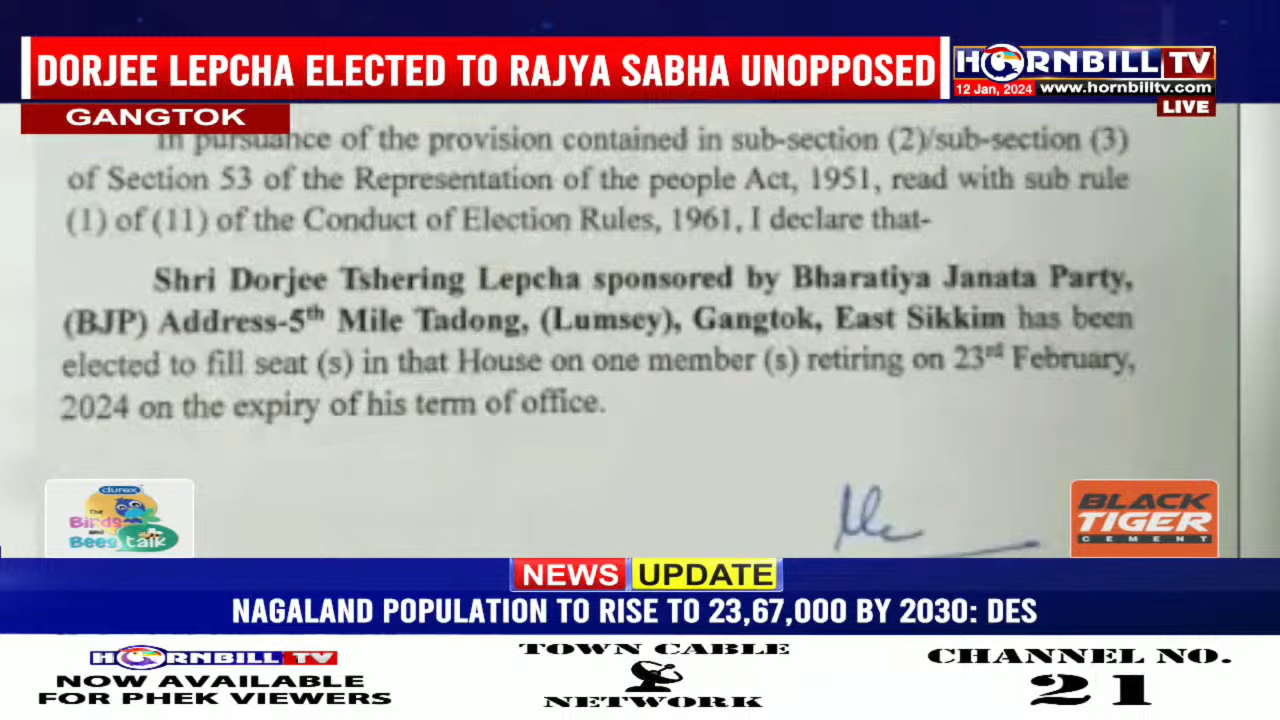 DORJEE LEPCHA ELECTED TO RAJYA SABHA UNOPPOSED
HORNBILL TV
12 Jan, 2024 www.hornbilltv.com
LIVE
GANGTOK
In pursuance of the provision contained in sub-section (2)/sub-section (3)
of Section 53 of the Representation of the people Act, 1951, read with sub rule
(1) of (11) of the Conduct of Election Rules, 1961, I declare that-
Shri Dorjee Tshering Lepcha sponsored by Bharatiya Janata Party,
(BJP) Address-5th Mile Tadong, (Lumsey), Gangtok, East Sikkim has been
elected to fill seat (s) in that House on one member (s) retiring on 23rd February,
2024 on the expiry of his term of office.
durex
The
Birds
and
Bees talk
BLACK
TIGER
CEMENT
NEWS UPDATE
NAGALAND POPULATION TO RISE TO 23,67,000 BY 2030: DES
HORNBILL TV
NOW AVAILABLE
FOR PHEK VIEWERS
TOWN CABLE
NETWORK
CHANNEL NO.
21